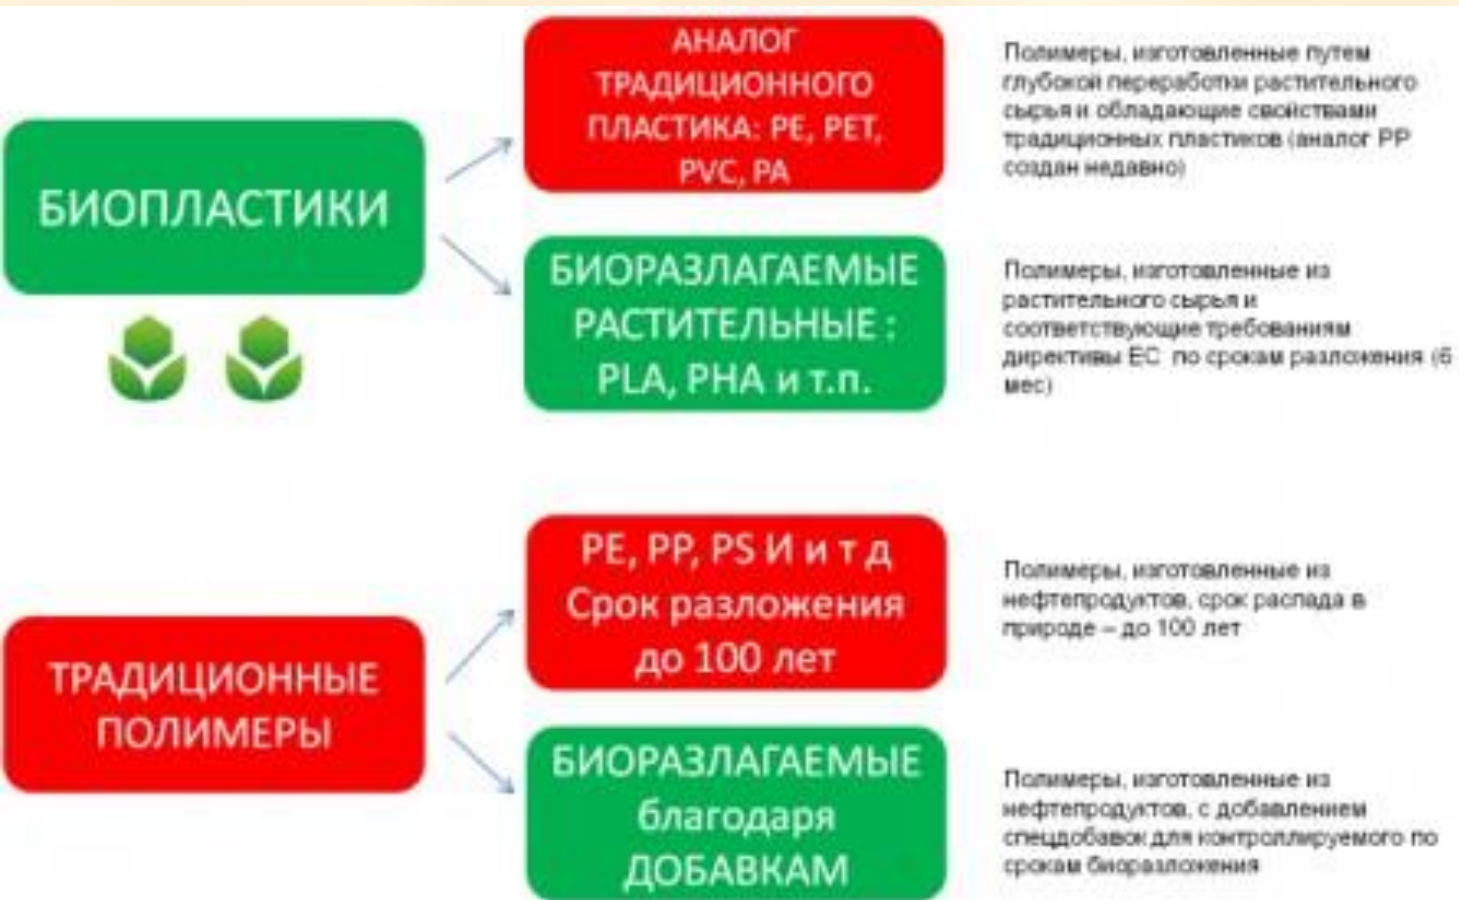 БИОПЛАСТИКИ
АНАЛОГ
ТРАДИЦИОННОГО
ПЛАСТИКА: PE, PET,
PVC, PA
Полимеры, изготовленные путем
глубокой переработки растительного
сырья и обладающие свойствами
традиционных пластиков (аналог PP
создан недавно)
БИОРАЗЛАГАЕМЫЕ
РАСТИТЕЛЬНЫЕ :
PLA, PHA и т.п.
Полимеры, изготовленные из
растительного сырья и
соответствующие требованиям
директивы ЕС по срокам разложения (6
мес)
ТРАДИЦИОННЫЕ
ПОЛИМЕРЫ
PE, PP, PS И и т д
Срок разложения
до 100 лет
Полимеры, изготовленные из
нефтепродуктов, срок распада в
природе – до 100 лет
БИОРАЗЛАГАЕМЫЕ
благодаря
ДОБАВКАМ
Полимеры, изготовленные из
нефтепродуктов, с добавлением
спецдобавок для контроллируемого по
срокам биоразложения